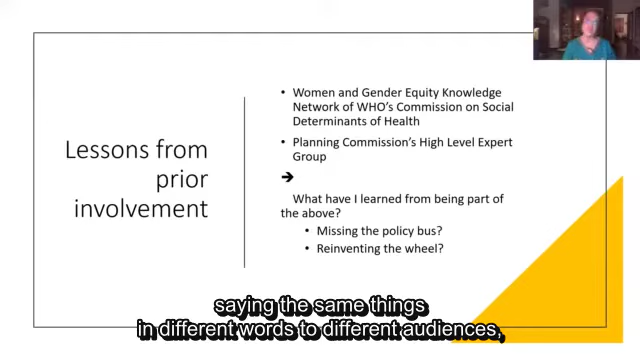 Lessons from
prior
involvement
• Women and Gender Equity Knowledge
Network of WHO's Commission on Social
Determinants of Health
• Planning Commission's High Level Expert
Group
➔
What have I learned from being part of
the above?
• Missing the policy bus?
• Reinventing the wheel?
saying the same things
in different words to different audiences,